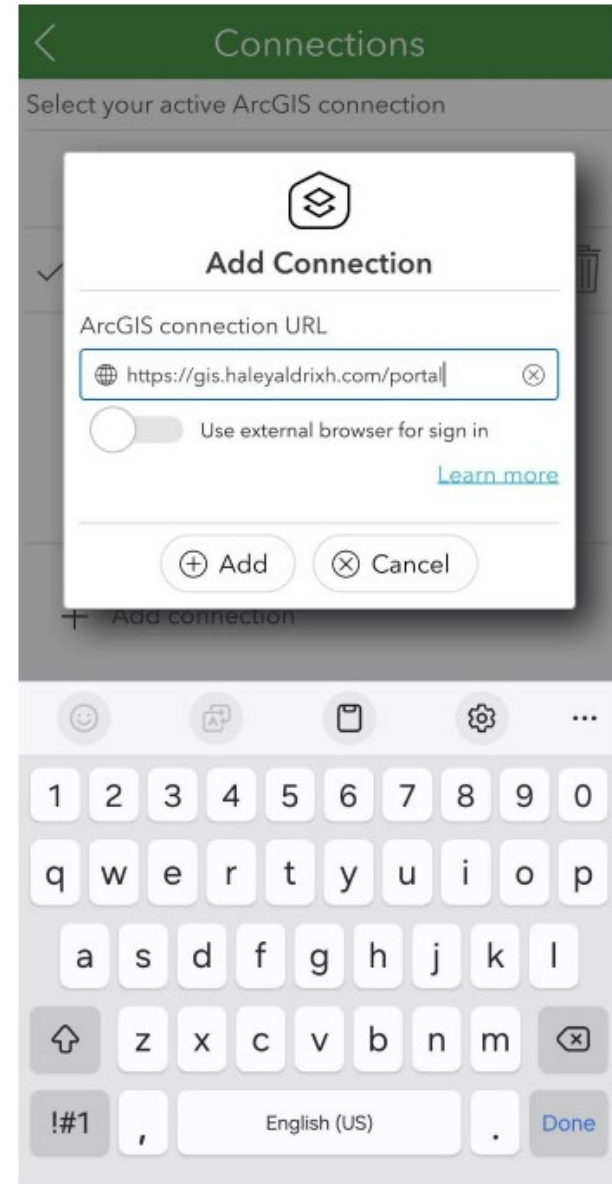 Connections
Select your active ArcGIS connection
Add Connection
ArcGIS connection URL
https://gis.haleyaldrixh.com/portal
Use external browser for sign in
Learn more
Add
Cancel
Add connection
1 2 3 4 5 6 7 8 9 0
q w e r t y u i o p
a s d f g h j k l
z x c v b n m
!#1 , English (US) . Done